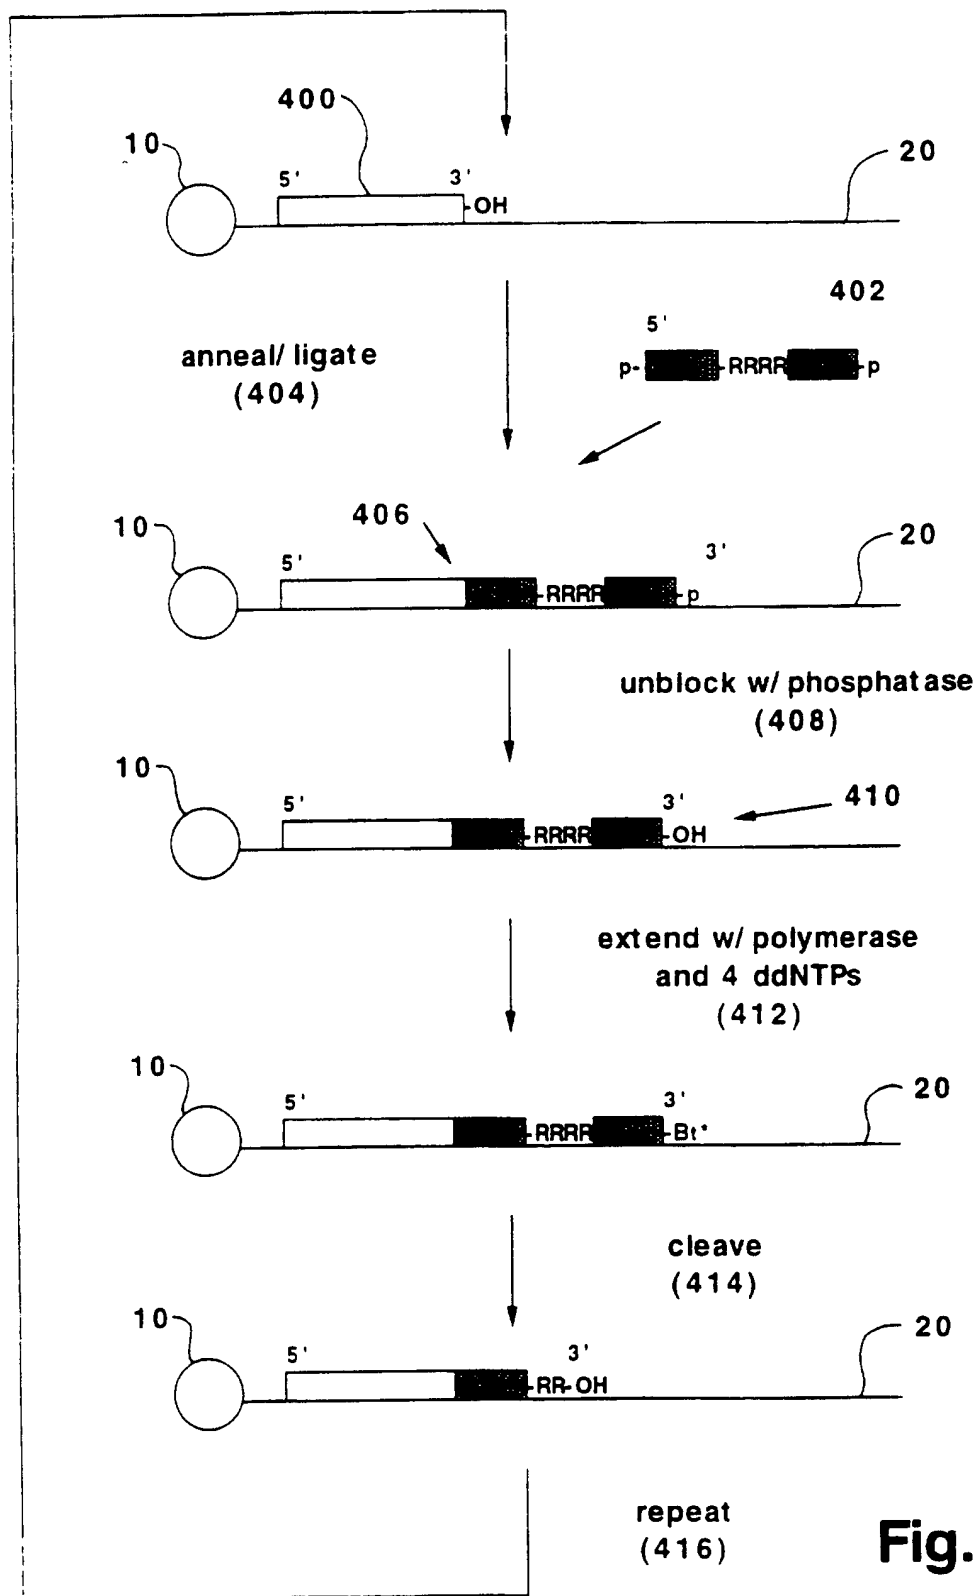 400
10
20
5'
3'
-OH
402
5'
anneal/ligate
(404)
p- -RRRR -p
406
10
20
5'
3'
-RRRR -p
unblock w/phosphatase
(408)
10
5'
3'
410
-RRRR -OH
extend w/polymerase
and 4 ddNTPs
(412)
10
20
5'
3'
-RRRR -Bt*
cleave
(414)
10
20
5'
3'
-RR-OH
repeat
(416)
Fig.